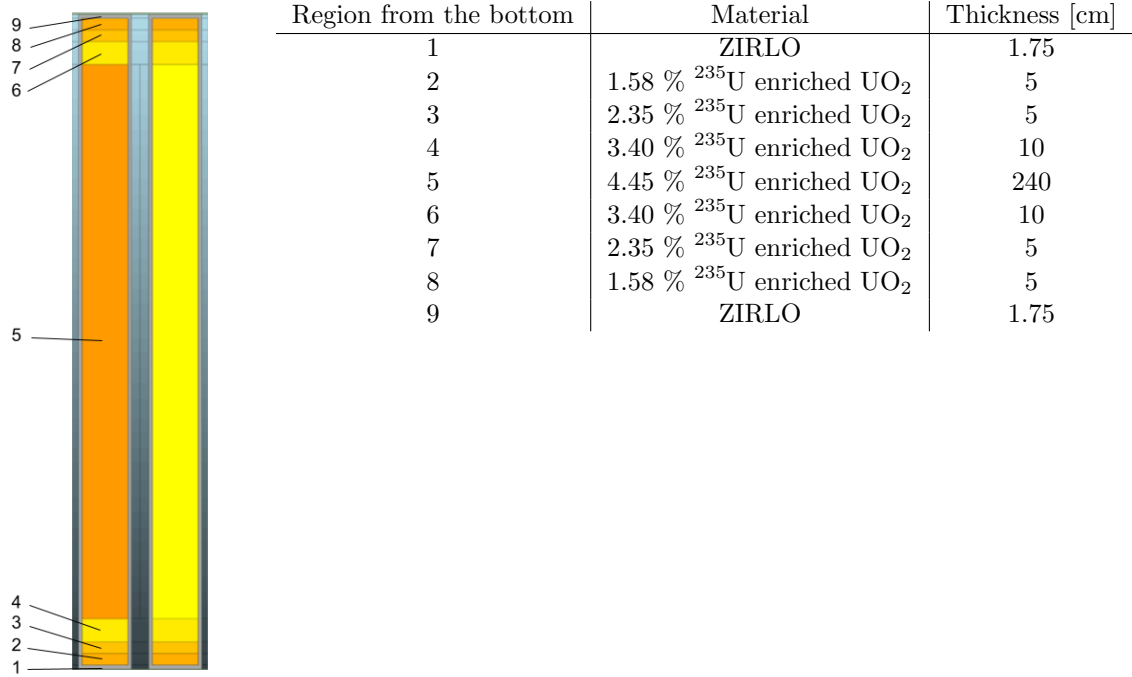 9
8
7
6
5
4
3
2
1
Region from the bottom Material Thickness [cm]
1 ZIRLO 1.75
2 1.58 % ²³⁵U enriched UO₂ 5
3 2.35 % ²³⁵U enriched UO₂ 5
4 3.40 % ²³⁵U enriched UO₂ 10
5 4.45 % ²³⁵U enriched UO₂ 240
6 3.40 % ²³⁵U enriched UO₂ 10
7 2.35 % ²³⁵U enriched UO₂ 5
8 1.58 % ²³⁵U enriched UO₂ 5
9 ZIRLO 1.75